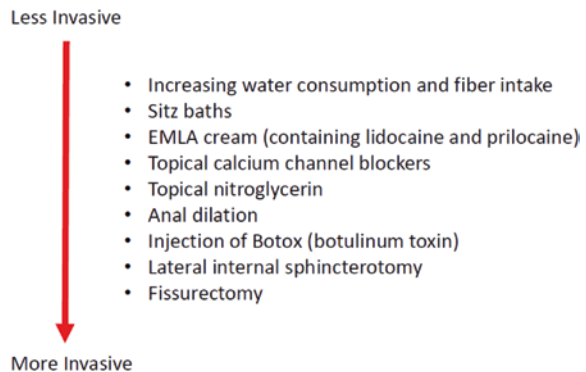 Less Invasive
• Increasing water consumption and fiber intake
• Sitz baths
• EMLA cream (containing lidocaine and prilocaine)
• Topical calcium channel blockers
• Topical nitroglycerin
• Anal dilation
• Injection of Botox (botulinum toxin)
• Lateral internal sphincterotomy
• Fissurectomy
More Invasive